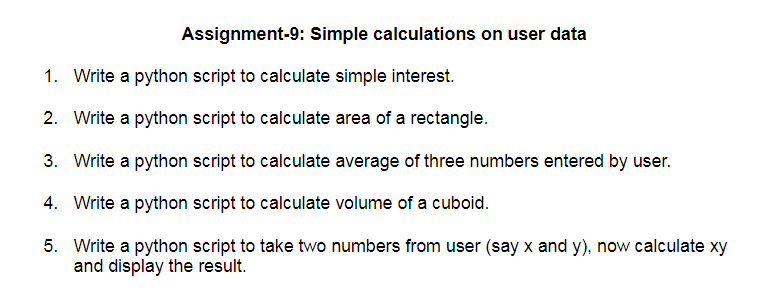 Assignment-9: Simple calculations on user data
1. Write a python script to calculate simple interest.
2. Write a python script to calculate area of a rectangle.
3. Write a python script to calculate average of three numbers entered by user.
4. Write a python script to calculate volume of a cuboid.
5. Write a python script to take two numbers from user (say x and y), now calculate xy
and display the result.